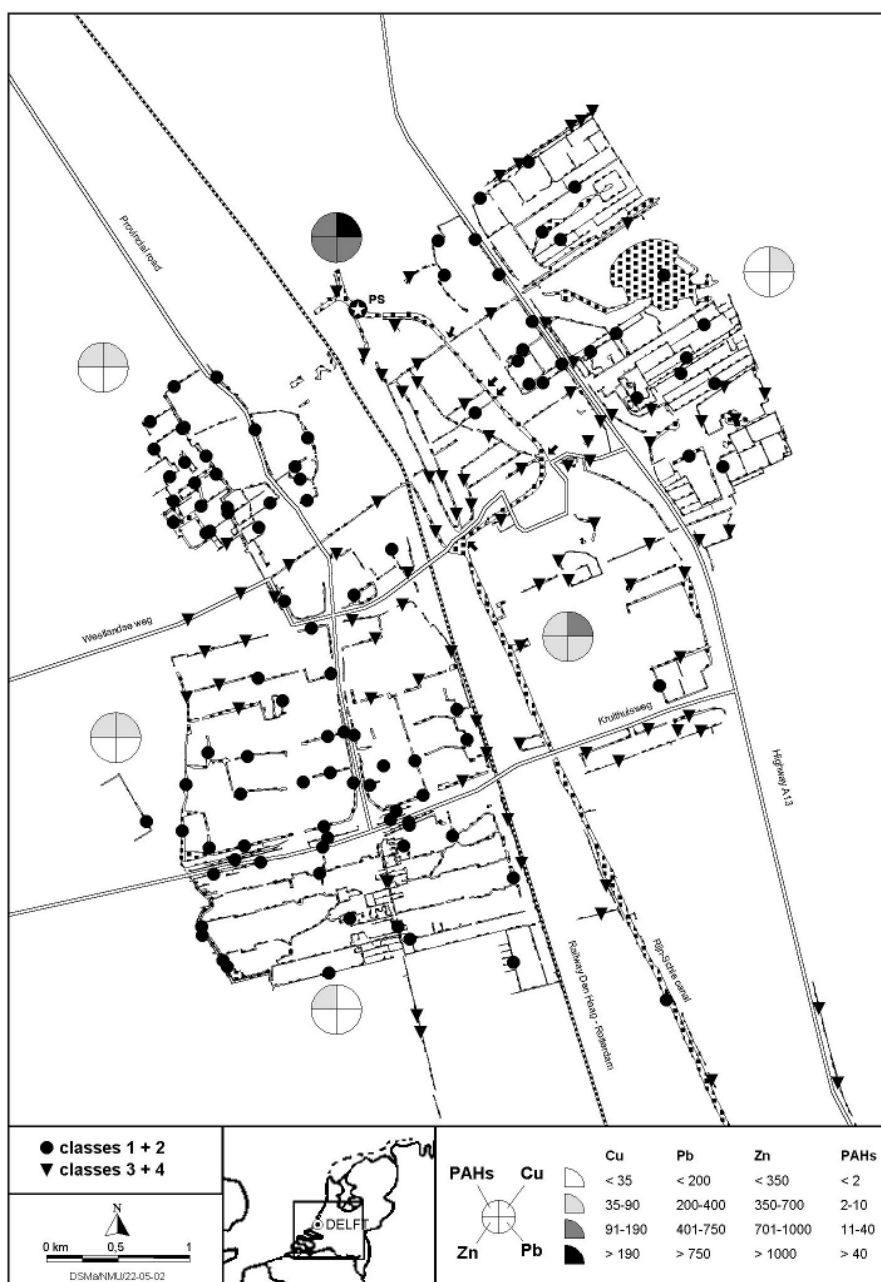 Provincial road
PS
Westlandse weg
Kruithuisweg
Highway A13
Railway Den Haag - Rotterdam
Rijn-Schie canal
classes 1 + 2
classes 3 + 4
N
0 km 0,5 1
DSMa/NMU/22-05-02
DELFT
PAHs Cu
Zn Pb
Cu Pb Zn PAHs
< 35 < 200 < 350 < 2
35-90 200-400 350-700 2-10
91-190 401-750 701-1000 11-40
> 190 > 750 > 1000 > 40